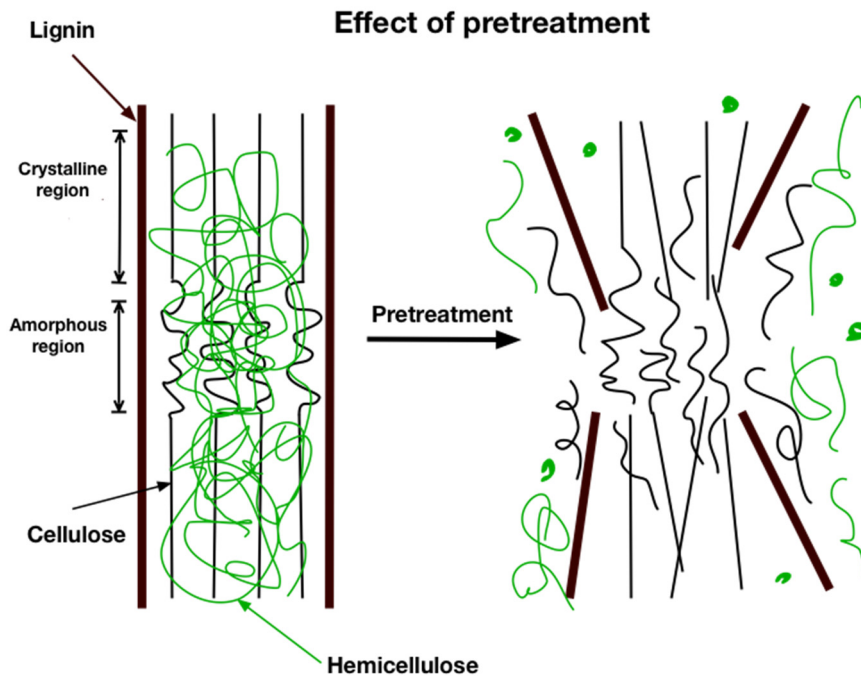 Effect of pretreatment
Lignin
Crystalline
region
Amorphous
region
Pretreatment
Cellulose
Hemicellulose